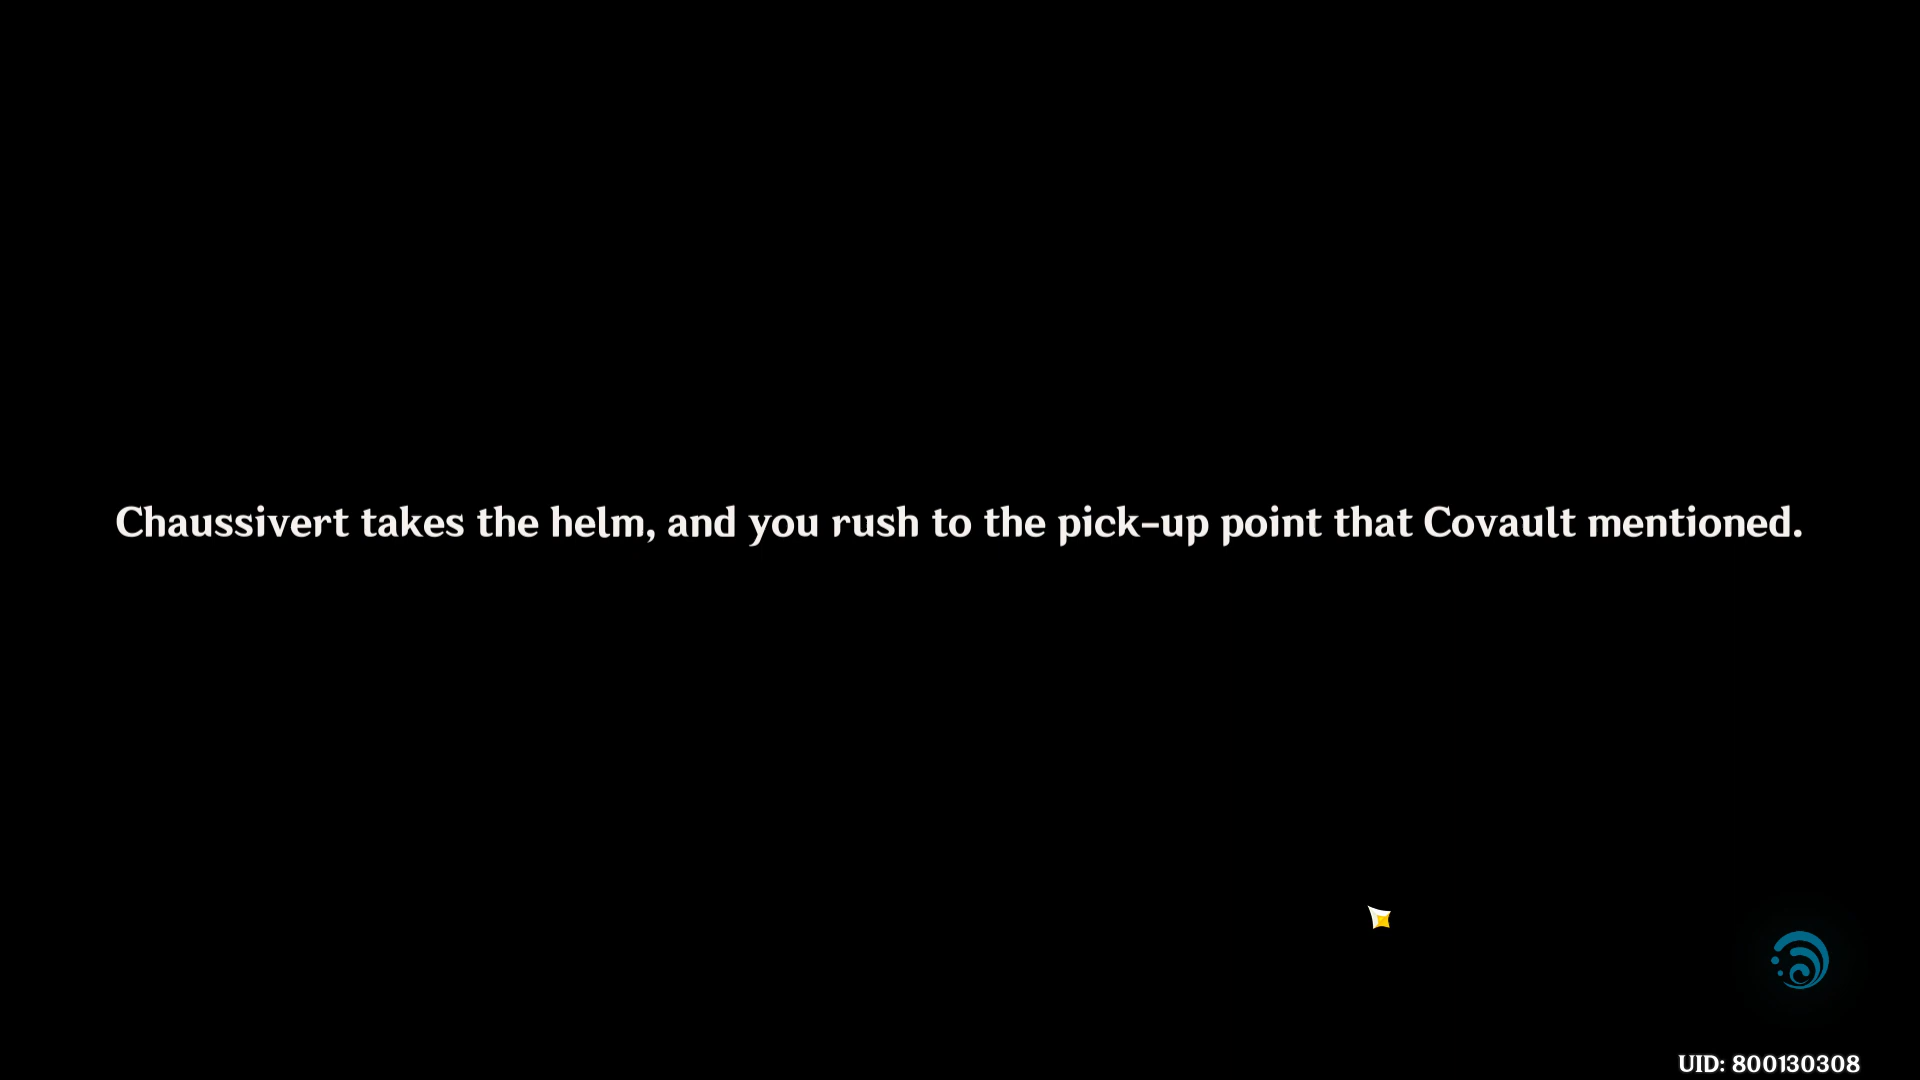 Chaussivert takes the helm, and you rush to the pick-up point that Covault mentioned.
UID: 800130308